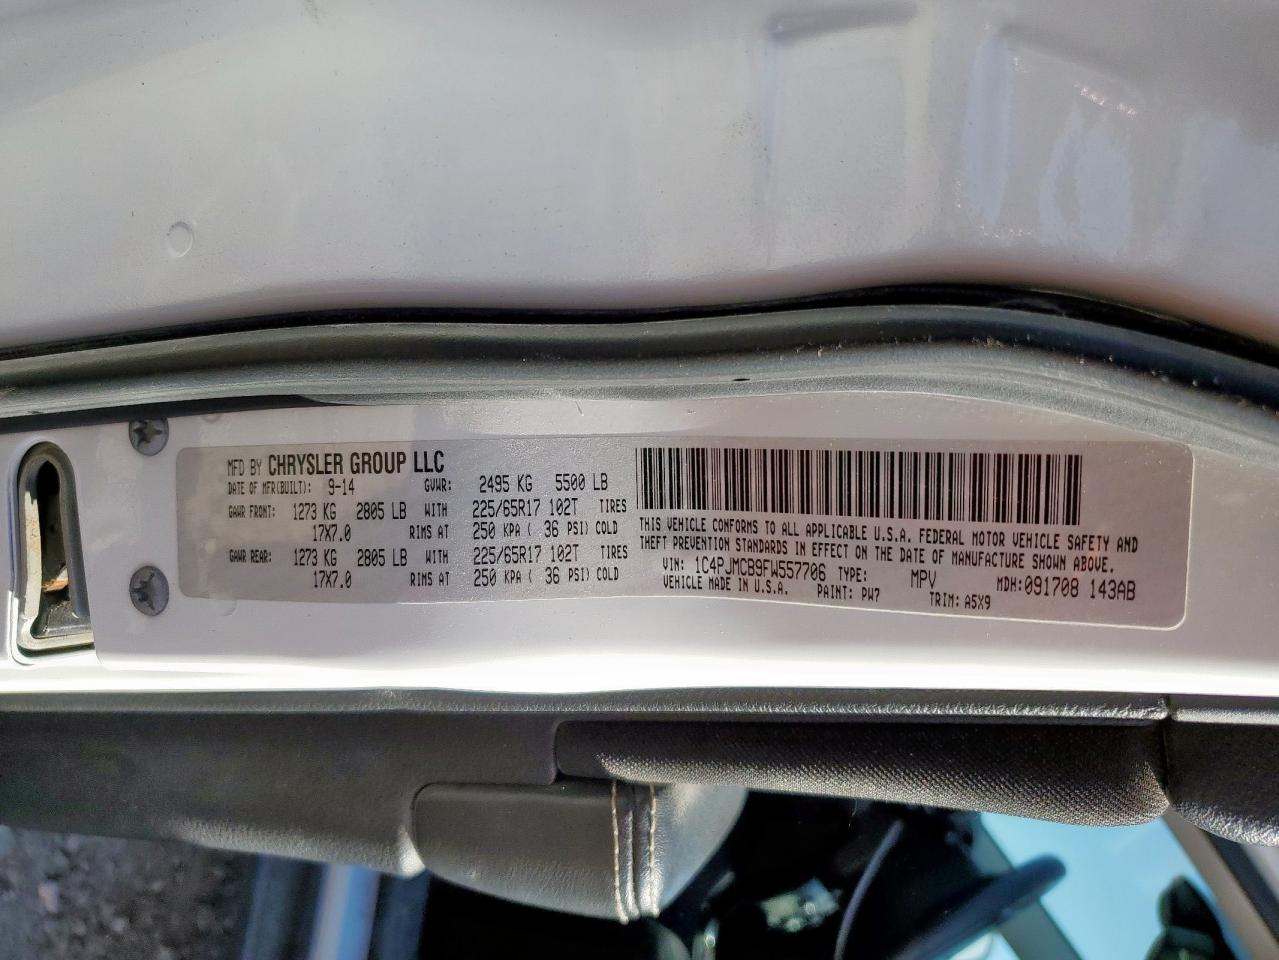 MFD BY CHRYSLER GROUP LLC
DATE OF MFR(BUILT): 9-14 GVWR: 2495 KG 5500 LB
GAWR FRONT: 1273 KG 2805 LB WITH 225/65R17 102T TIRES
17X7.0 RIMS AT 250 KPA ( 36 PSI) COLD
GAWR REAR: 1273 KG 2805 LB WITH 225/65R17 102T TIRES
17X7.0 RIMS AT 250 KPA ( 36 PSI) COLD
THIS VEHICLE CONFORMS TO ALL APPLICABLE U.S.A. FEDERAL MOTOR VEHICLE SAFETY AND
THEFT PREVENTION STANDARDS IN EFFECT ON THE DATE OF MANUFACTURE SHOWN ABOVE.
VIN: 1C4PJMCB9FW557706 TYPE: MPV MDH: 091708 143AB
VEHICLE MADE IN U.S.A. PAINT: PW7 TRIM: A5X9